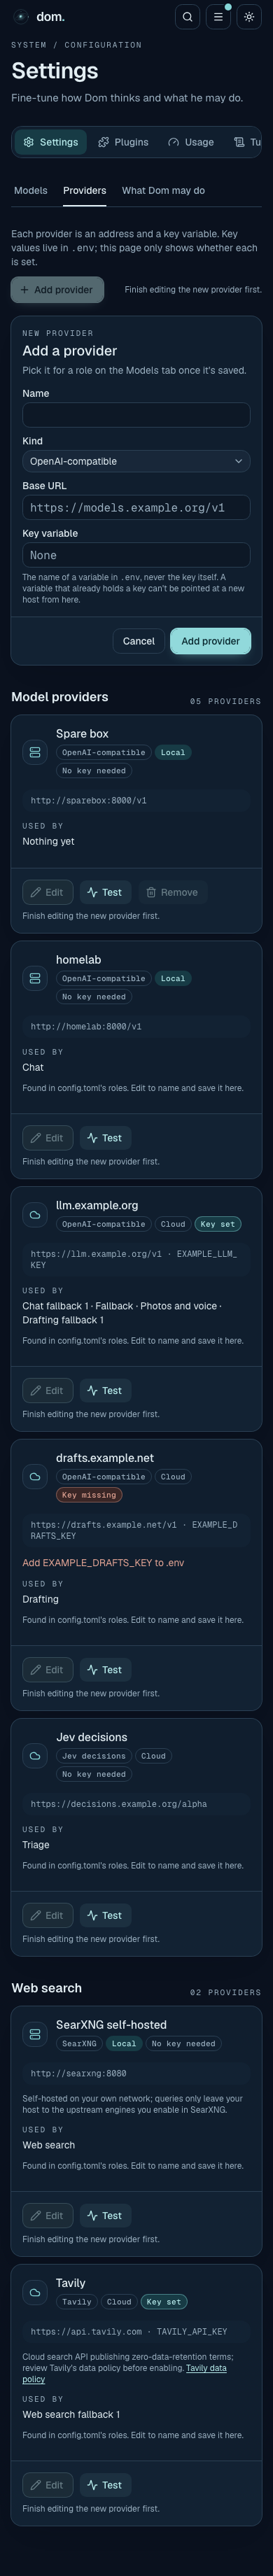 dom.
SYSTEM / CONFIGURATION
Settings
Fine-tune how Dom thinks and what he may do.
Settings
Plugins
Usage
Tu
Models
Providers
What Dom may do
Each provider is an address and a key variable. Key
values live in .env; this page only shows whether each
is set.
Add provider
Finish editing the new provider first.
NEW PROVIDER
Add a provider
Pick it for a role on the Models tab once it's saved.
Name
Kind
OpenAI-compatible
Base URL
https://models.example.org/v1
Key variable
None
The name of a variable in .env, never the key itself. A
variable that already holds a key can't be pointed at a new
host from here.
Cancel
Add provider
Model providers
05 PROVIDERS
Spare box
OpenAI-compatible
Local
No key needed
http://sparebox:8000/v1
USED BY
Nothing yet
Edit
Test
Remove
Finish editing the new provider first.
homelab
OpenAI-compatible
Local
No key needed
http://homelab:8000/v1
USED BY
Chat
Found in config.toml's roles. Edit to name and save it here.
Edit
Test
Finish editing the new provider first.
llm.example.org
OpenAI-compatible
Cloud
Key set
https://llm.example.org/v1 · EXAMPLE_LLM_
KEY
USED BY
Chat fallback 1 · Fallback · Photos and voice ·
Drafting fallback 1
Found in config.toml's roles. Edit to name and save it here.
Edit
Test
Finish editing the new provider first.
drafts.example.net
OpenAI-compatible
Cloud
Key missing
https://drafts.example.net/v1 · EXAMPLE_D
RAFTS_KEY
Add EXAMPLE_DRAFTS_KEY to .env
USED BY
Drafting
Found in config.toml's roles. Edit to name and save it here.
Edit
Test
Finish editing the new provider first.
Jev decisions
Jev decisions
Cloud
No key needed
https://decisions.example.org/alpha
USED BY
Triage
Found in config.toml's roles. Edit to name and save it here.
Edit
Test
Finish editing the new provider first.
Web search
02 PROVIDERS
SearXNG self-hosted
SearXNG
Local
No key needed
http://searxng:8080
Self-hosted on your own network; queries only leave your
host to the upstream engines you enable in SearXNG.
USED BY
Web search
Found in config.toml's roles. Edit to name and save it here.
Edit
Test
Finish editing the new provider first.
Tavily
Tavily
Cloud
Key set
https://api.tavily.com · TAVILY_API_KEY
Cloud search API publishing zero-data-retention terms;
review Tavily's data policy before enabling. Tavily data
policy
USED BY
Web search fallback 1
Found in config.toml's roles. Edit to name and save it here.
Edit
Test
Finish editing the new provider first.